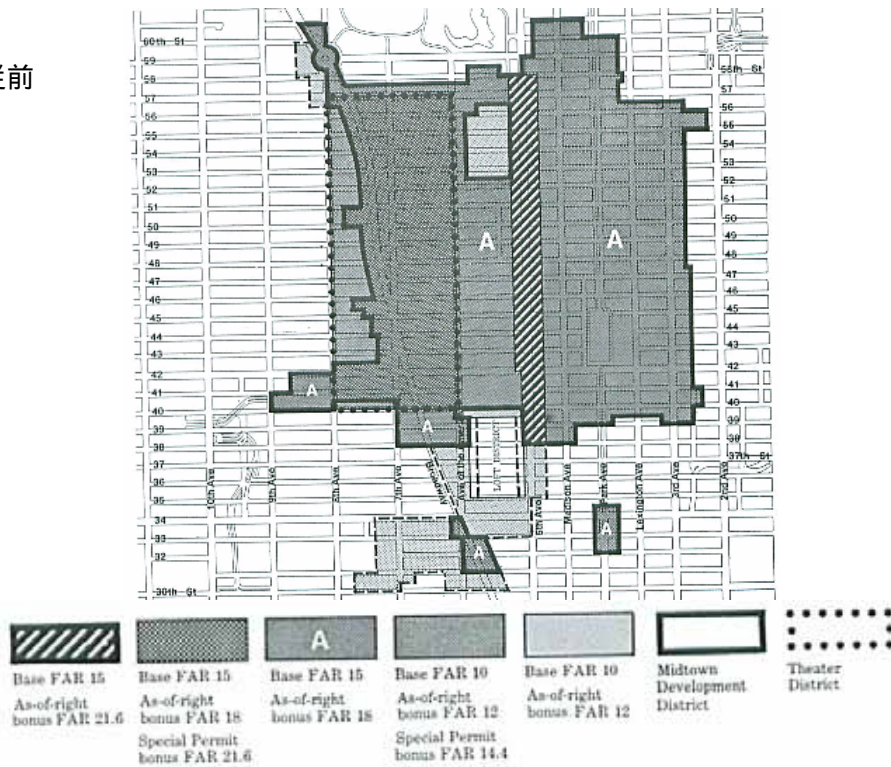 60th St
59
58
57
56
55
54
53
52
51
50
49
48
47
46
45
44
43
42
41
40
39
38
37
36
35
34
33
32
30th St
58th St
57
56
55
54
53
52
51
50
49
48
47
46
45
44
43
42
41
40
39
38
37th St
A
A
A
A
A
A
LOFT DISTRICT
10th Ave
9th Ave
8th Ave
7th Ave
Broadway
5th Ave
Madison Ave
Park Ave
Lexington Ave
3rd Ave
2nd Ave
Base FAR 15
As-of-right
bonus FAR 21.6
Base FAR 15
As-of-right
bonus FAR 18
Special Permit
bonus FAR 21.6
A
Base FAR 15
As-of-right
bonus FAR 18
Base FAR 10
As-of-right
bonus FAR 12
Special Permit
bonus FAR 14.4
Base FAR 10
As-of-right
bonus FAR 12
Midtown
Development
District
Theater
District